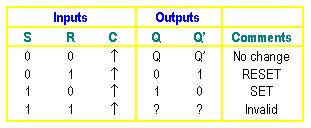 Inputs Outputs
S R C Q Q’ Comments
0 0 ↑ Q Q’ No change
0 1 ↑ 0 1 RESET
1 0 ↑ 1 0 SET
1 1 ↑ ? ? Invalid